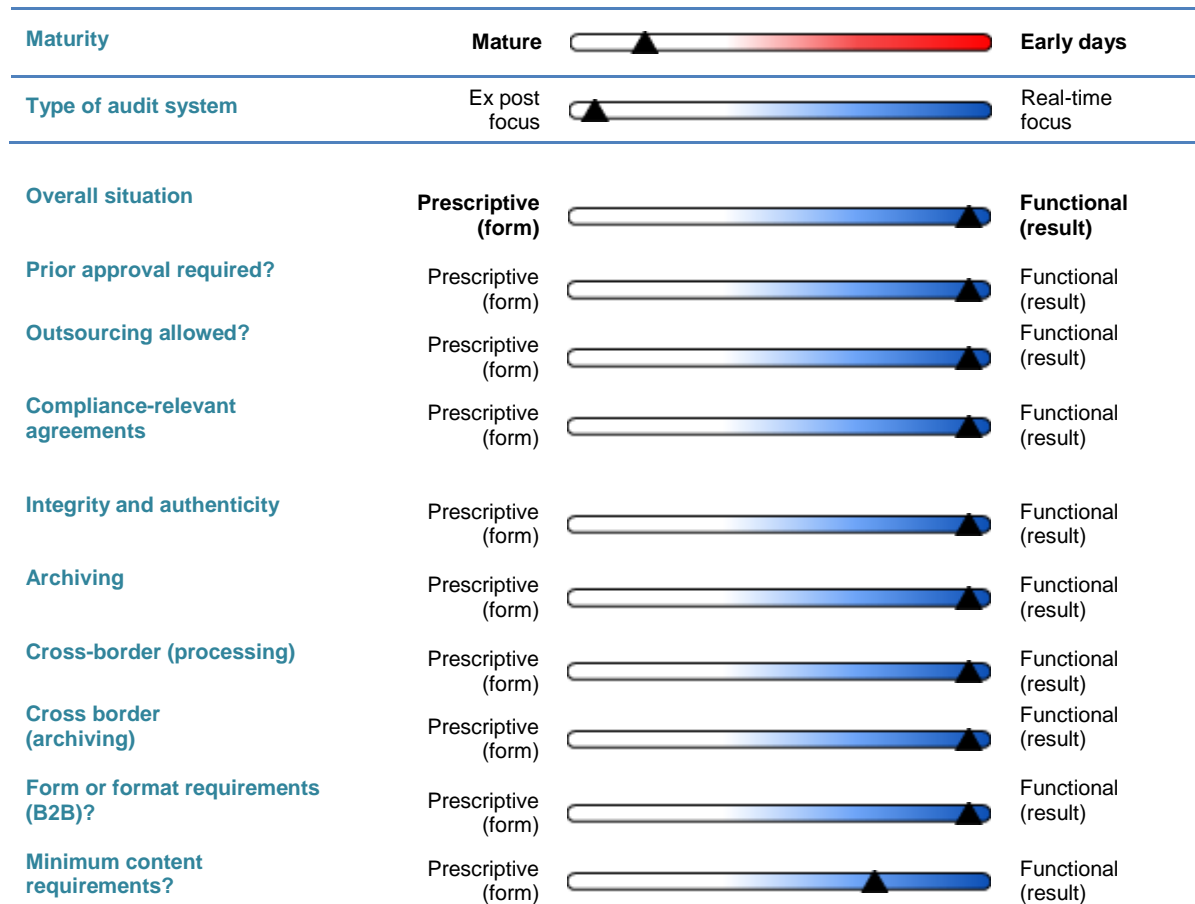 Maturity
Mature
Early days
Type of audit system
Ex post
focus
Real-time
focus
Overall situation
Prescriptive
(form)
Functional
(result)
Prior approval required?
Prescriptive
(form)
Functional
(result)
Outsourcing allowed?
Prescriptive
(form)
Functional
(result)
Compliance-relevant
agreements
Prescriptive
(form)
Functional
(result)
Integrity and authenticity
Prescriptive
(form)
Functional
(result)
Archiving
Prescriptive
(form)
Functional
(result)
Cross-border (processing)
Prescriptive
(form)
Functional
(result)
Cross border
(archiving)
Prescriptive
(form)
Functional
(result)
Form or format requirements
(B2B)?
Prescriptive
(form)
Functional
(result)
Minimum content
requirements?
Prescriptive
(form)
Functional
(result)